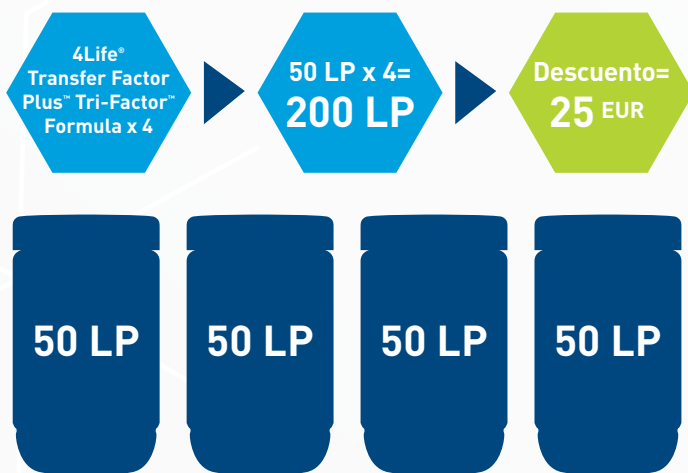 4Life®
Transfer Factor
Plus™ Tri-Factor™
Formula x 4
50 LP x 4=
200 LP
Descuento=
25 EUR
50 LP
50 LP
50 LP
50 LP